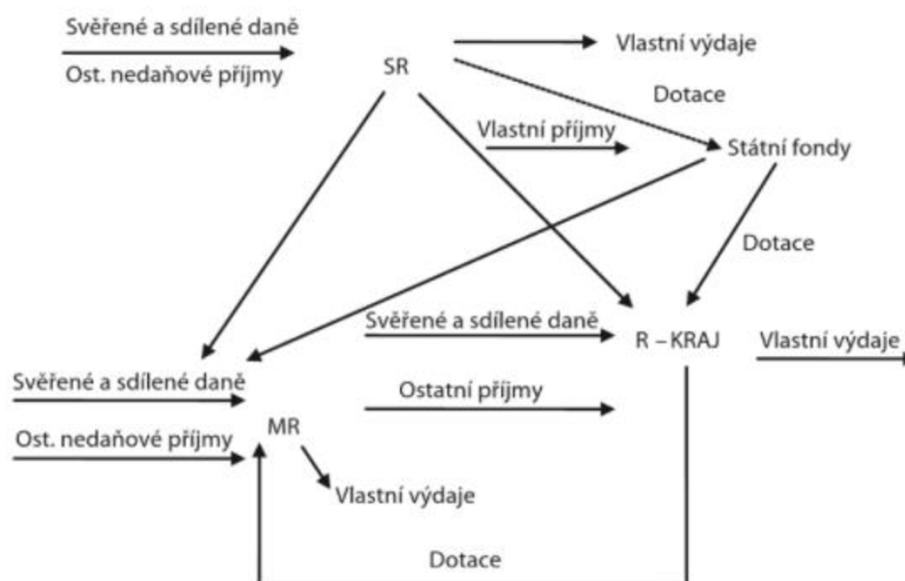 Svěřené a sdílené daně
Ost. nedaňové příjmy
SR
Vlastní výdaje
Dotace
Vlastní příjmy
Státní fondy
Dotace
Svěřené a sdílené daně
R – KRAJ
Vlastní výdaje
Svěřené a sdílené daně
Ostatní příjmy
MR
Ost. nedaňové příjmy
Vlastní výdaje
Dotace